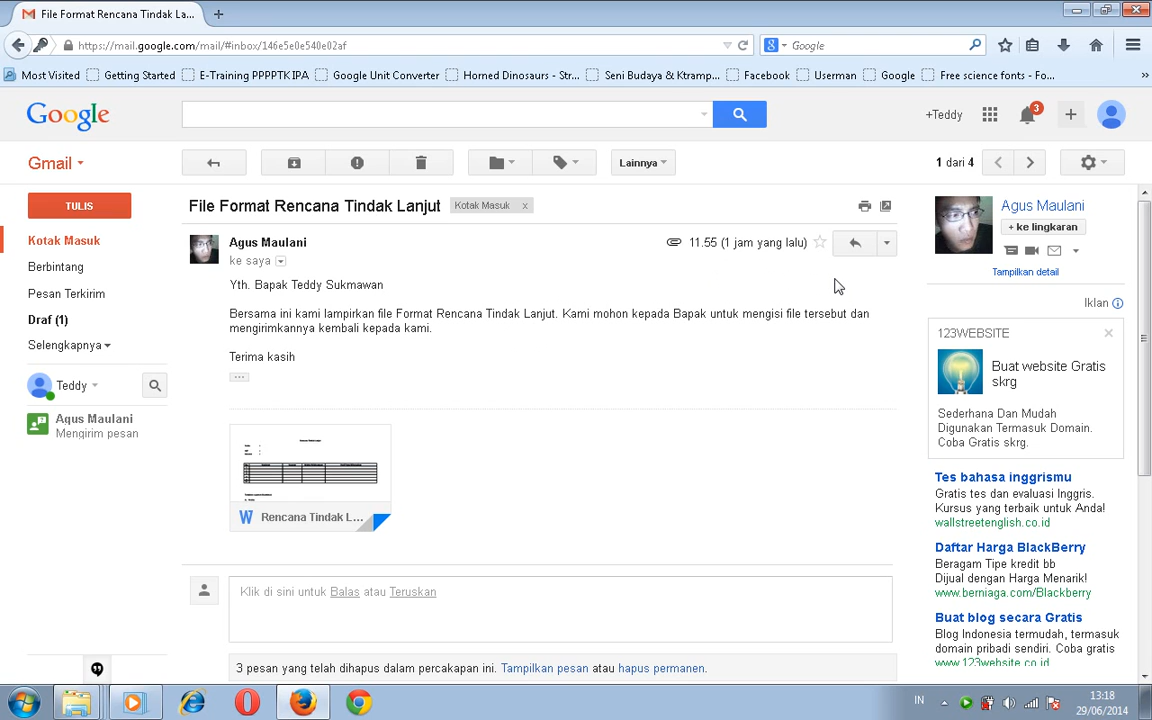 File Format Rencana Tindak La...
https://mail.google.com/mail/#inbox/146e5e0e540e02af
Google
Most Visited
Getting Started
E-Training PPPPTK IPA
Google Unit Converter
Horned Dinosaurs - Str...
Seni Budaya & Ktramp...
Facebook
Userman
Google
Free science fonts - Fo...
Google
+Teddy
3
Gmail
Lainnya
1 dari 4
TULIS
Kotak Masuk
Berbintang
Pesan Terkirim
Draf (1)
Selengkapnya
Teddy
Agus Maulani
Mengirim pesan
File Format Rencana Tindak Lanjut
Kotak Masuk x
Agus Maulani
11.55 (1 jam yang lalu)
ke saya
Yth. Bapak Teddy Sukmawan
Bersama ini kami lampirkan file Format Rencana Tindak Lanjut. Kami mohon kepada Bapak untuk mengisi file tersebut dan
mengirimkannya kembali kepada kami.
Terima kasih
W Rencana Tindak L...
Klik di sini untuk Balas atau Teruskan
3 pesan yang telah dihapus dalam percakapan ini. Tampilkan pesan atau hapus permanen.
Agus Maulani
+ ke lingkaran
Tampilkan detail
Iklan
123WEBSITE
Buat website Gratis
skrg
Sederhana Dan Mudah
Digunakan Termasuk Domain.
Coba Gratis skrg.
Tes bahasa inggrismu
Gratis tes dan evaluasi Inggris.
Kursus yang terbaik untuk Anda!
wallstreetenglish.co.id
Daftar Harga BlackBerry
Beragam Tipe kredit bb
Dijual dengan Harga Menarik!
www.berniaga.com/Blackberry
Buat blog secara Gratis
Blog Indonesia termudah, termasuk
domain pribadi sendiri. Coba gratis
www.123website.co.id
IN
13:18
29/06/2014